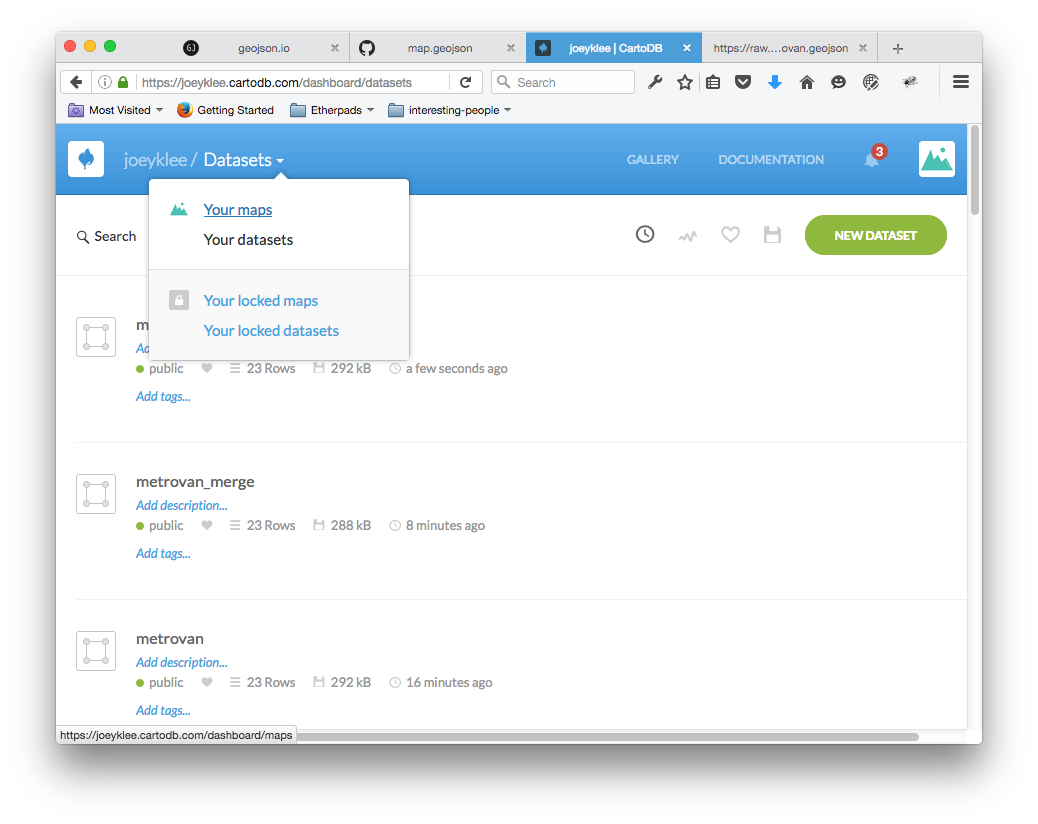 GJ geojson.io × map.geojson × joeyklee | CartoDB × https://raw....ovan.geojson × +
https://joeyklee.cartodb.com/dashboard/datasets Search
Most Visited Getting Started Etherpads interesting-people
joeyklee / Datasets GALLERY DOCUMENTATION 3
Your maps
Your datasets
Search NEW DATASET
Your locked maps
Your locked datasets
public 23 Rows 292 kB a few seconds ago
Add tags...
metrovan_merge
Add description...
public 23 Rows 288 kB 8 minutes ago
Add tags...
metrovan
Add description...
public 23 Rows 292 kB 16 minutes ago
Add tags...
https://joeyklee.cartodb.com/dashboard/maps